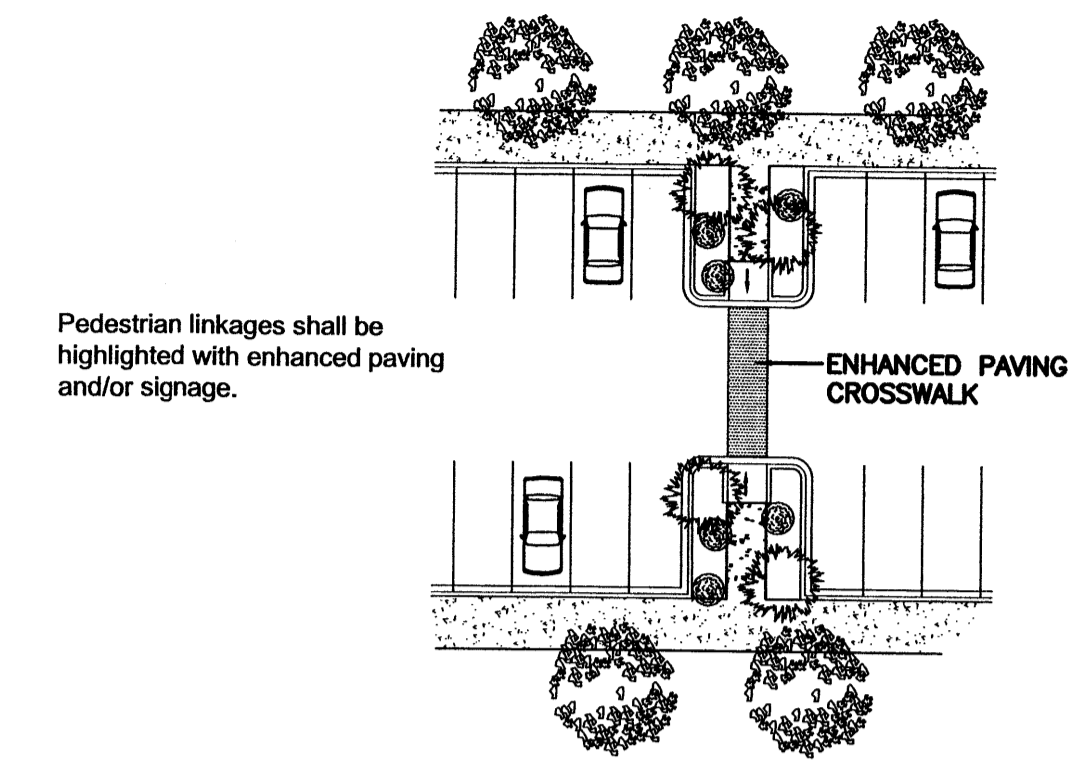 Pedestrian linkages shall be
highlighted with enhanced paving
and/or signage.
ENHANCED PAVING
CROSSWALK